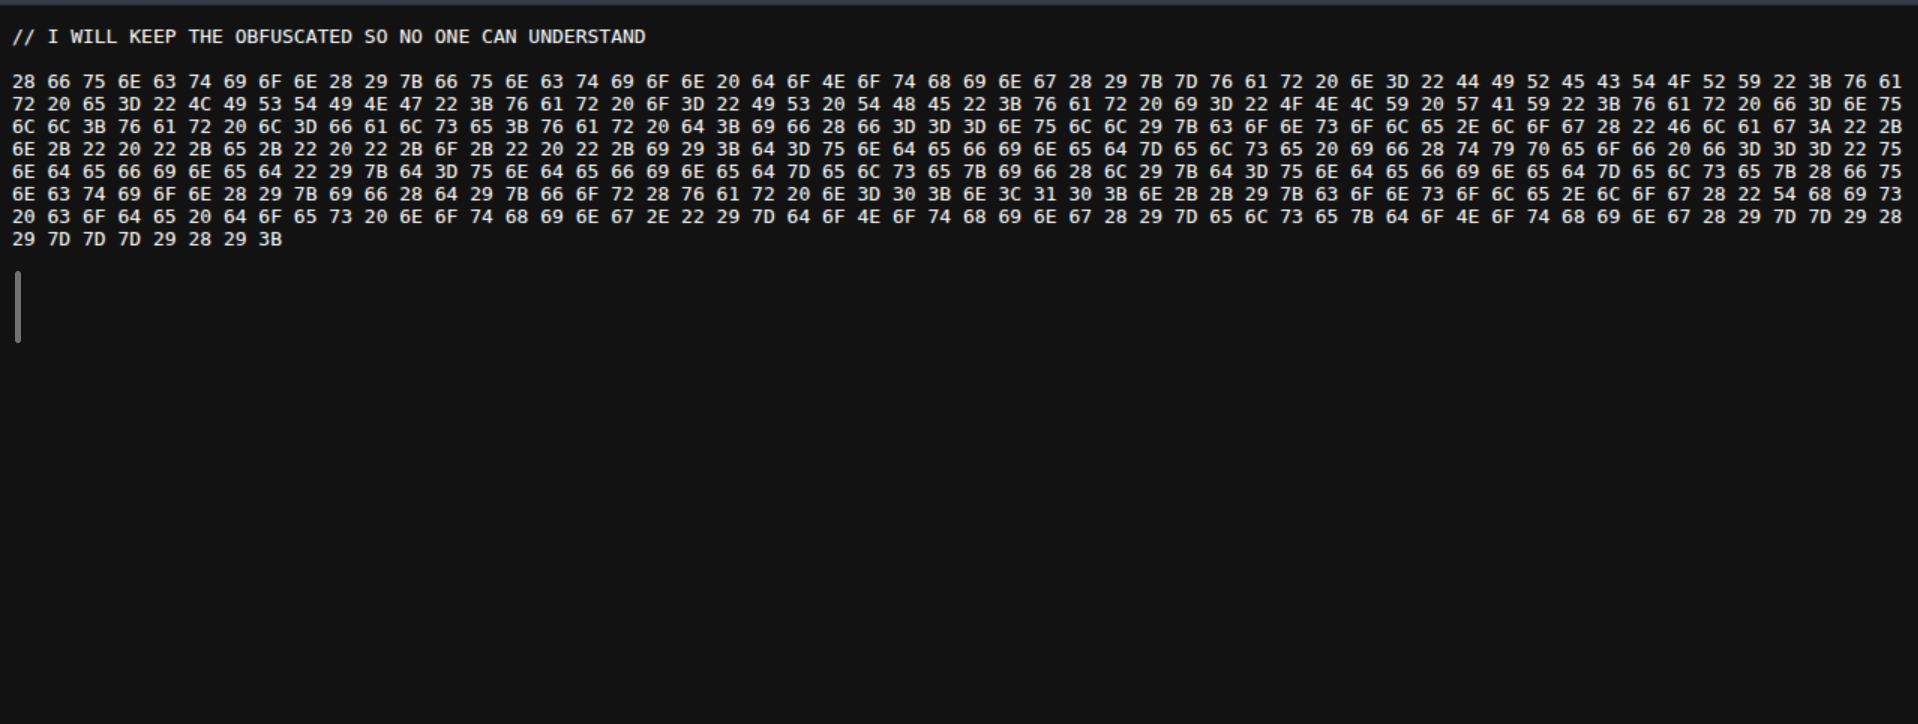 // I WILL KEEP THE OBFUSCATED SO NO ONE CAN UNDERSTAND
28 66 75 6E 63 74 69 6F 6E 28 29 7B 66 75 6E 63 74 69 6F 6E 20 64 6F 4E 6F 74 68 69 6E 67 28 29 7B 7D 76 61 72 20 6E 3D 22 44 49 52 45 43 54 4F 52 59 22 3B 76 61
72 20 65 3D 22 4C 49 53 54 49 4E 47 22 3B 76 61 72 20 6F 3D 22 49 53 20 54 48 45 22 3B 76 61 72 20 69 3D 22 4F 4E 4C 59 20 57 41 59 22 3B 76 61 72 20 66 3D 6E 75
6C 6C 3B 76 61 72 20 6C 3D 66 61 6C 73 65 3B 76 61 72 20 64 3B 69 66 28 66 3D 3D 3D 6E 75 6C 6C 29 7B 63 6F 6E 73 6F 6C 65 2E 6C 6F 67 28 22 46 6C 61 67 3A 22 2B
6E 2B 22 20 22 2B 65 2B 22 20 22 2B 6F 2B 22 20 22 2B 69 29 3B 64 3D 75 6E 64 65 66 69 6E 65 64 7D 65 6C 73 65 20 69 66 28 74 79 70 65 6F 66 20 66 3D 3D 3D 22 75
6E 64 65 66 69 6E 65 64 22 29 7B 64 3D 75 6E 64 65 66 69 6E 65 64 7D 65 6C 73 65 7B 69 66 28 6C 29 7B 64 3D 75 6E 64 65 66 69 6E 65 64 7D 65 6C 73 65 7B 28 66 75
6E 63 74 69 6F 6E 28 29 7B 69 66 28 64 29 7B 66 6F 72 28 76 61 72 20 6E 3D 30 3B 6E 3C 31 30 3B 6E 2B 2B 29 7B 63 6F 6E 73 6F 6C 65 2E 6C 6F 67 28 22 54 68 69 73
20 63 6F 64 65 20 64 6F 65 73 20 6E 6F 74 68 69 6E 67 2E 22 29 7D 64 6F 4E 6F 74 68 69 6E 67 28 29 7D 65 6C 73 65 7B 64 6F 4E 6F 74 68 69 6E 67 28 29 7D 7D 29 28
29 7D 7D 7D 29 28 29 3B